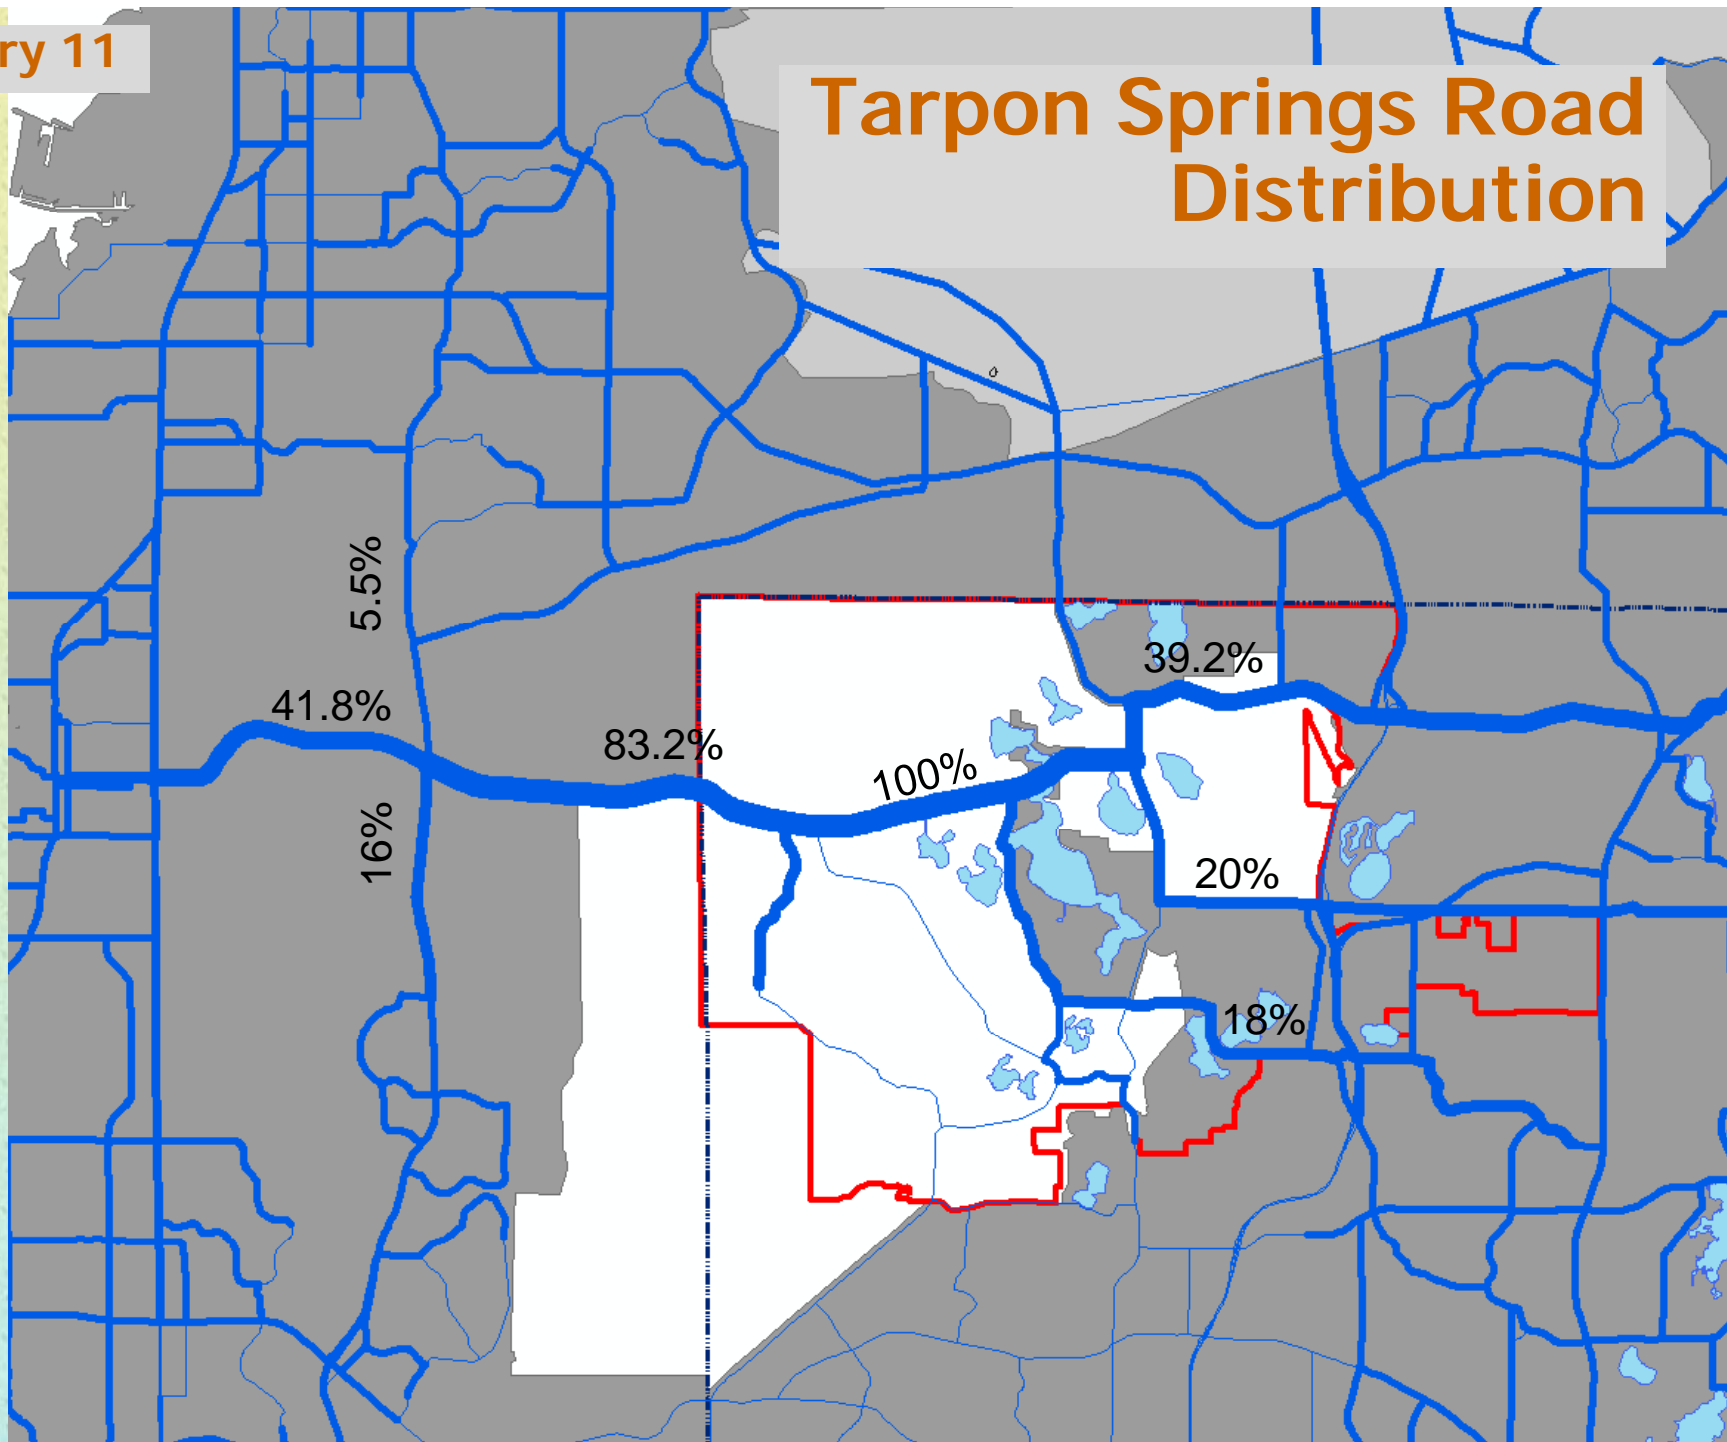 ry 11
Tarpon Springs Road
Distribution
5.5%
39.2%
41.8%
83.2%
100%
16%
20%
18%